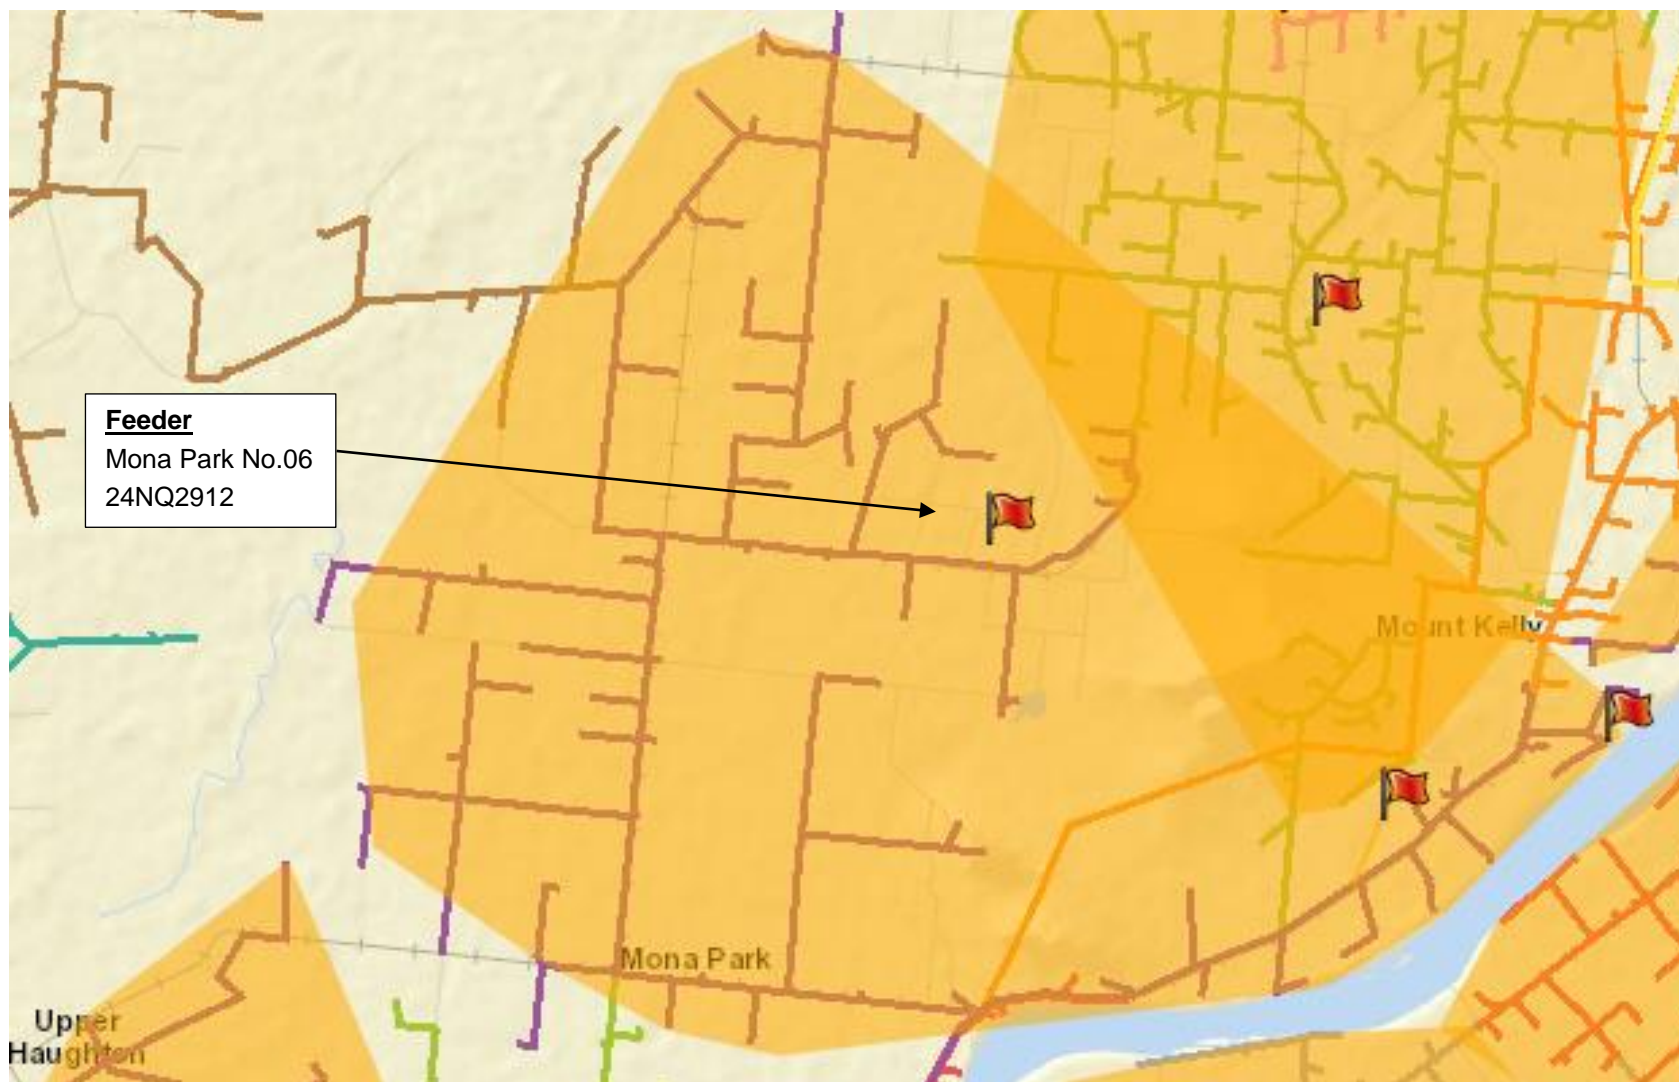 Feeder
Mona Park No.06
24NQ2912
Mount Kelly
Mona Park
Upper
Haughton